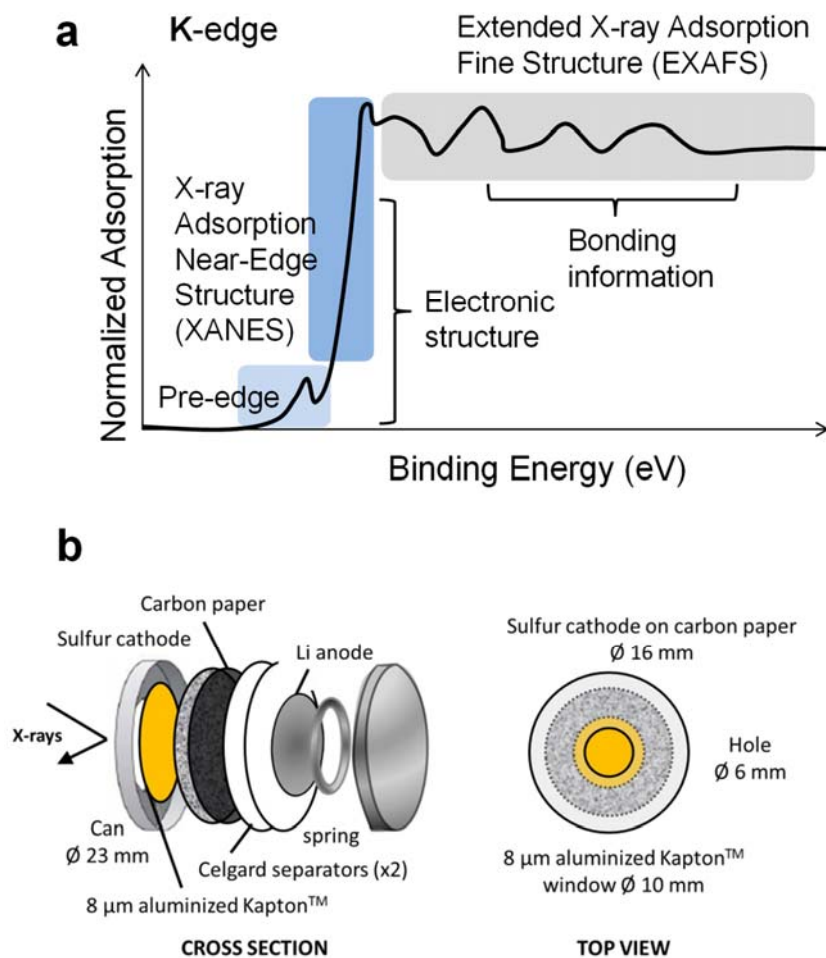 a
K-edge
Extended X-ray Adsorption
Fine Structure (EXAFS)
Normalized Adsorption
X-ray
Adsorption
Near-Edge
Structure
(XANES)
Pre-edge
Electronic
structure
Bonding
information
Binding Energy (eV)
b
Carbon paper
Sulfur cathode
Li anode
X-rays
Can
Ø 23 mm
spring
Celgard separators (x2)
8 μm aluminized Kapton™
CROSS SECTION
Sulfur cathode on carbon paper
Ø 16 mm
Hole
Ø 6 mm
8 μm aluminized Kapton™
window Ø 10 mm
TOP VIEW